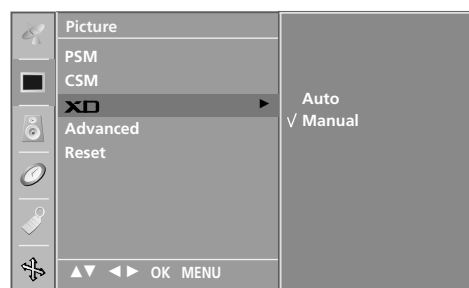 Picture
PSM
CSM
XD ►
Advanced
Reset
Auto
√ Manual
▲▼ ◄► OK MENU